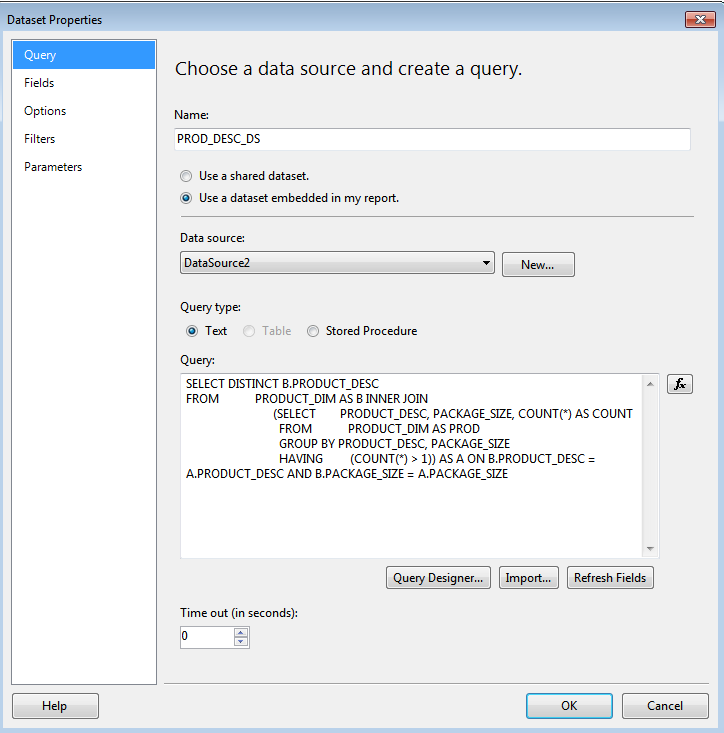 Dataset Properties
Query
Fields
Options
Filters
Parameters
Choose a data source and create a query.
Name:
PROD_DESC_DS
Use a shared dataset.
Use a dataset embedded in my report.
Data source:
DataSource2
New...
Query type:
Text Table Stored Procedure
Query:
SELECT DISTINCT B.PRODUCT_DESC
FROM PRODUCT_DIM AS B INNER JOIN
(SELECT PRODUCT_DESC, PACKAGE_SIZE, COUNT(*) AS COUNT
FROM PRODUCT_DIM AS PROD
GROUP BY PRODUCT_DESC, PACKAGE_SIZE
HAVING (COUNT(*) > 1)) AS A ON B.PRODUCT_DESC =
A.PRODUCT_DESC AND B.PACKAGE_SIZE = A.PACKAGE_SIZE
fx
Query Designer... Import... Refresh Fields
Time out (in seconds):
0
Help OK Cancel